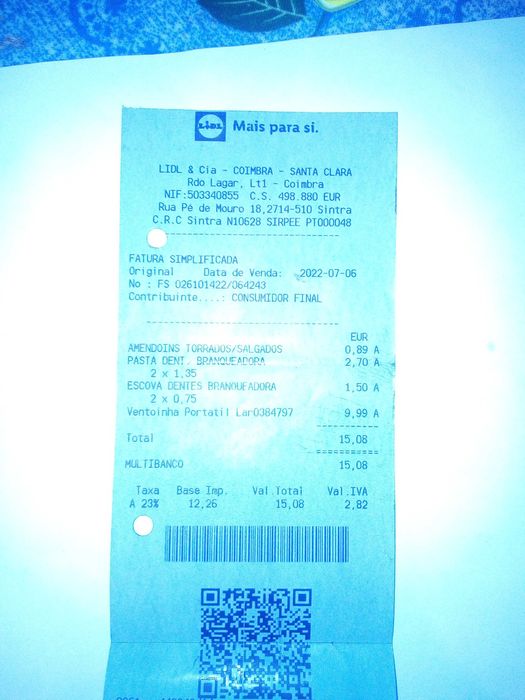 LIDL Mais para si.
LIDL & Cia - COIMBRA - SANTA CLARA
Rdo Lagar, Lt1 - Coimbra
NIF:503340855 C.S. 498.880 EUR
Rua Pé de Mouro 18,2714-510 Sintra
C.R.C Sintra N10628 SIRPEE PT000048
FATURA SIMPLIFICADA
Original Data de Venda: 2022-07-06
No : FS 026101422/064243
Contribuinte....: CONSUMIDOR FINAL
EUR
AMENDOINS TORRADOS/SALGADOS 0,89 A
PASTA DENT. BRANQUEADORA 2,70 A
2 x 1,35
ESCOVA DENTES BRANQUEADORA 1,50 A
2 x 0,75
Ventoinha Portatil Lar0384797 9,99 A
Total 15,08
MULTIBANCO 15,08
Taxa Base Imp. Val.Total Val.IVA
A 23% 12,26 15,08 2,82